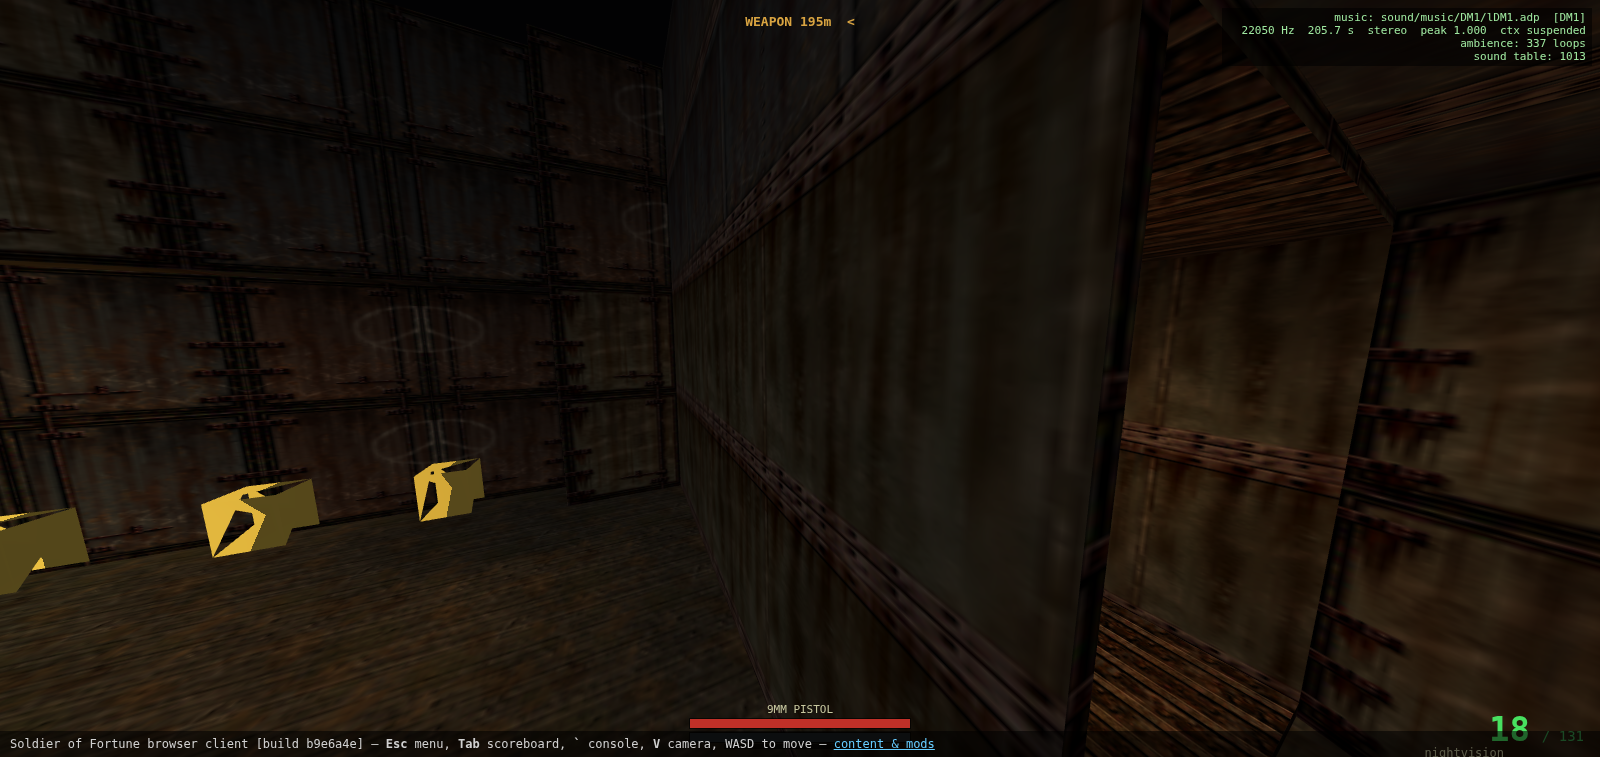 WEAPON 195m <
music: sound/music/DM1/lDM1.adp [DM1]
22050 Hz 205.7 s stereo peak 1.000 ctx suspended
ambience: 337 loops
sound table: 1013
9MM PISTOL
18 / 131
Soldier of Fortune browser client [build b9e6a4e] — Esc menu, Tab scoreboard, ` console, V camera, WASD to move — content & mods
nightvision